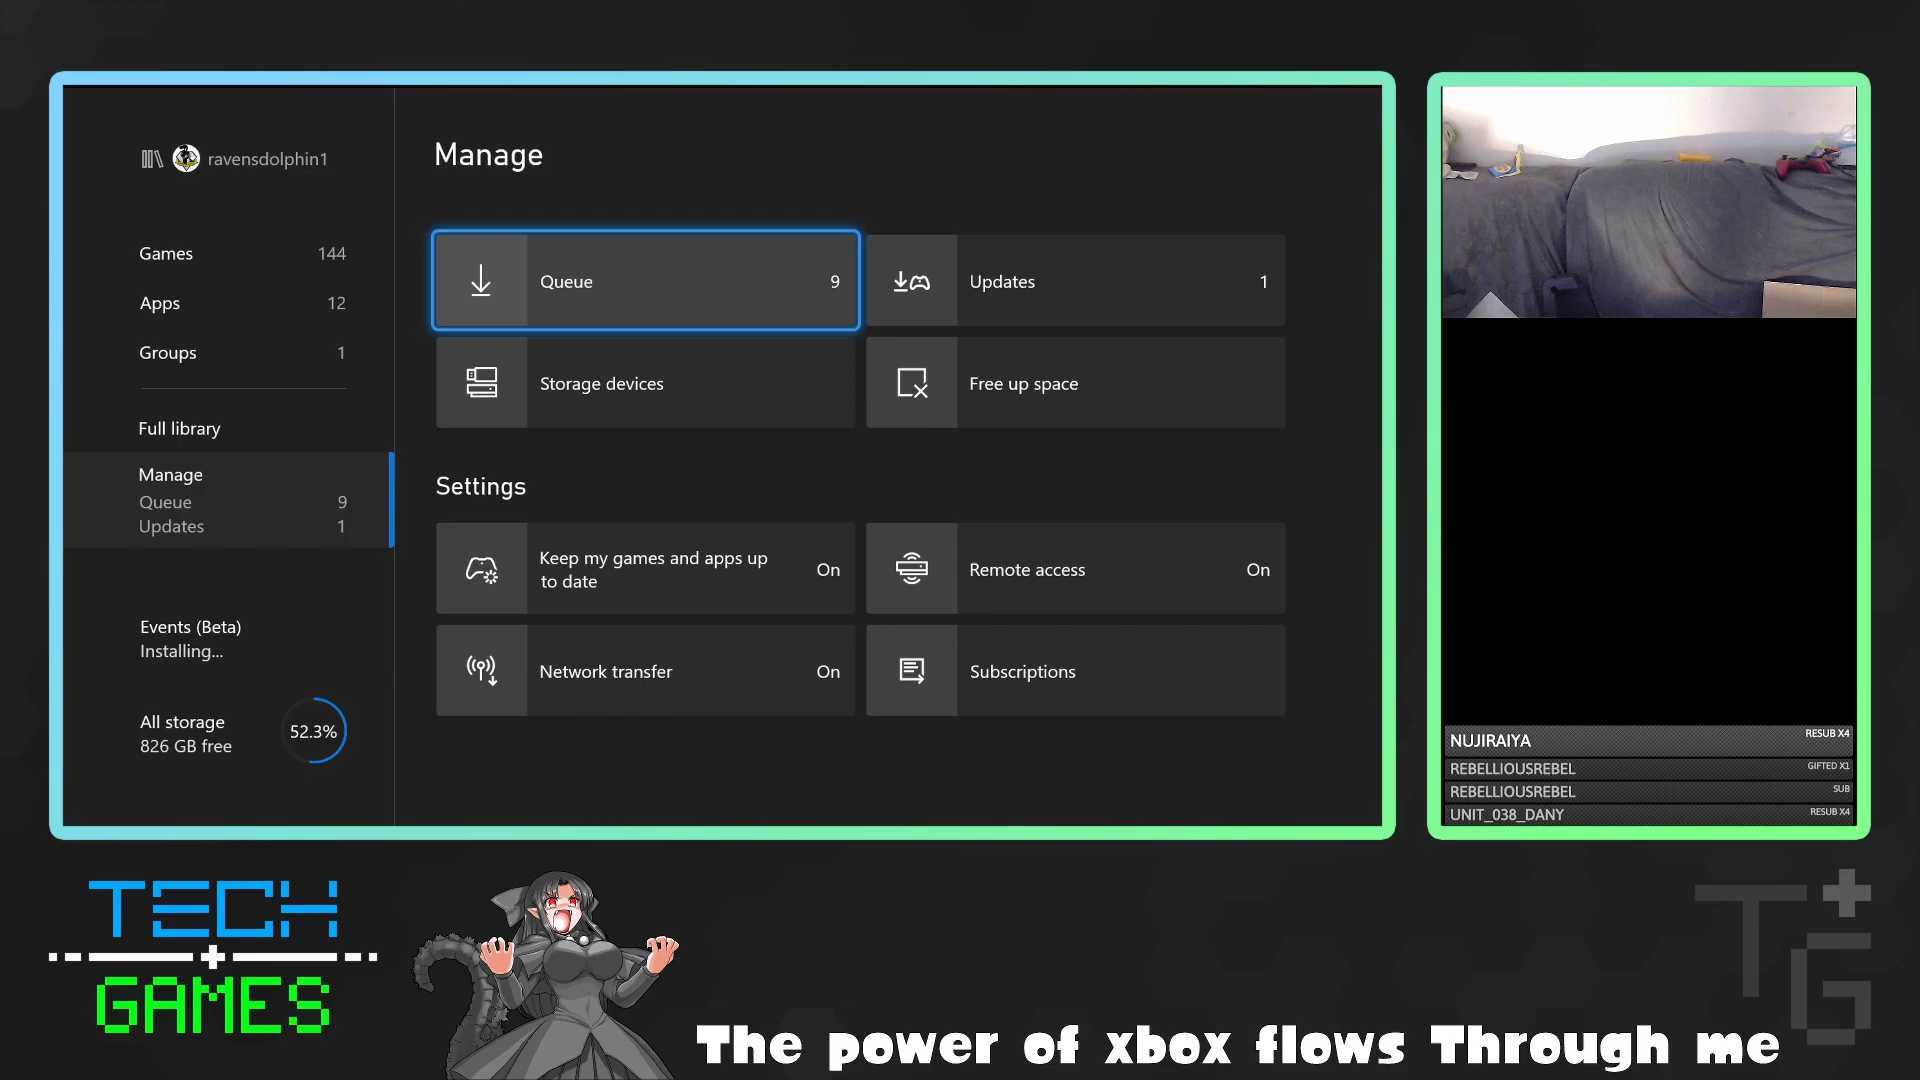 ravensdolphin1
Games 144
Apps 12
Groups 1
Full library
Manage
Queue 9
Updates 1
Events (Beta)
Installing...
All storage
826 GB free
52.3%
Manage
Queue 9
Updates 1
Storage devices
Free up space
Settings
Keep my games and apps up
to date
On
Remote access On
Network transfer On
Subscriptions
NUJIRAIYA RESUB X4
REBELLIOUSREBEL GIFTED X1
REBELLIOUSREBEL SUB
UNIT_038_DANY RESUB X4
TECH
+
GAMES
The power of xbox flows Through me
T+G